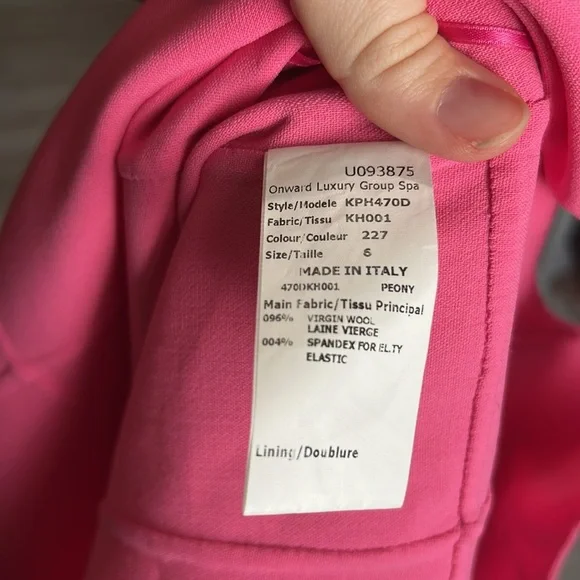 U093875
Onward Luxury Group Spa
Style/Modele KPH470D
Fabric/Tissu KH001
Colour/Couleur 227
Size/Taille 6
MADE IN ITALY
470DKH001 PEONY
Main Fabric/Tissu Principal
096% VIRGIN WOOL
LAINE VIERGE
004% SPANDEX FOR EL.TY
ELASTIC
Lining/Doublure